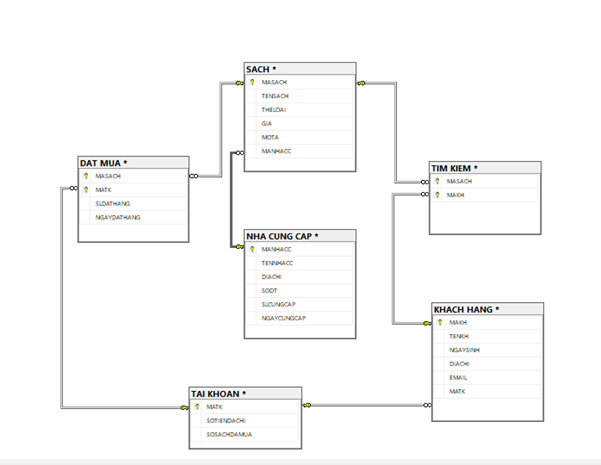 SACH *
MASACH
TENSACH
THELOAI
GIA
MOTA
MANHACC
DAT MUA *
MASACH
MATK
SLDATHANG
NGAYDATHANG
TIM KIEM *
MASACH
MAKH
NHA CUNG CAP *
MANHACC
TENNHACC
DIACHI
SODT
SLCUNGCAP
NGAYCUNGCAP
KHACH HANG *
MAKH
TENKH
NGAYSINH
DIACHI
EMAIL
MATK
TAI KHOAN *
MATK
SOTIENDACHI
SOSACHDAMUA